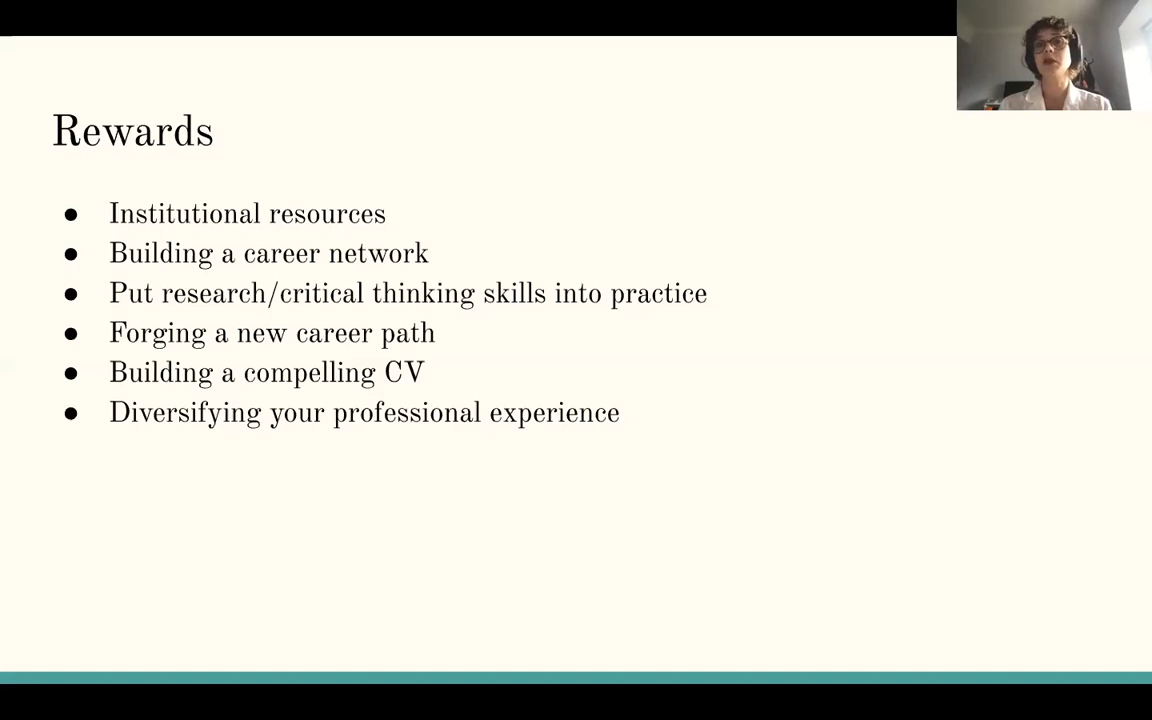 Rewards
● Institutional resources
● Building a career network
● Put research/critical thinking skills into practice
● Forging a new career path
● Building a compelling CV
● Diversifying your professional experience